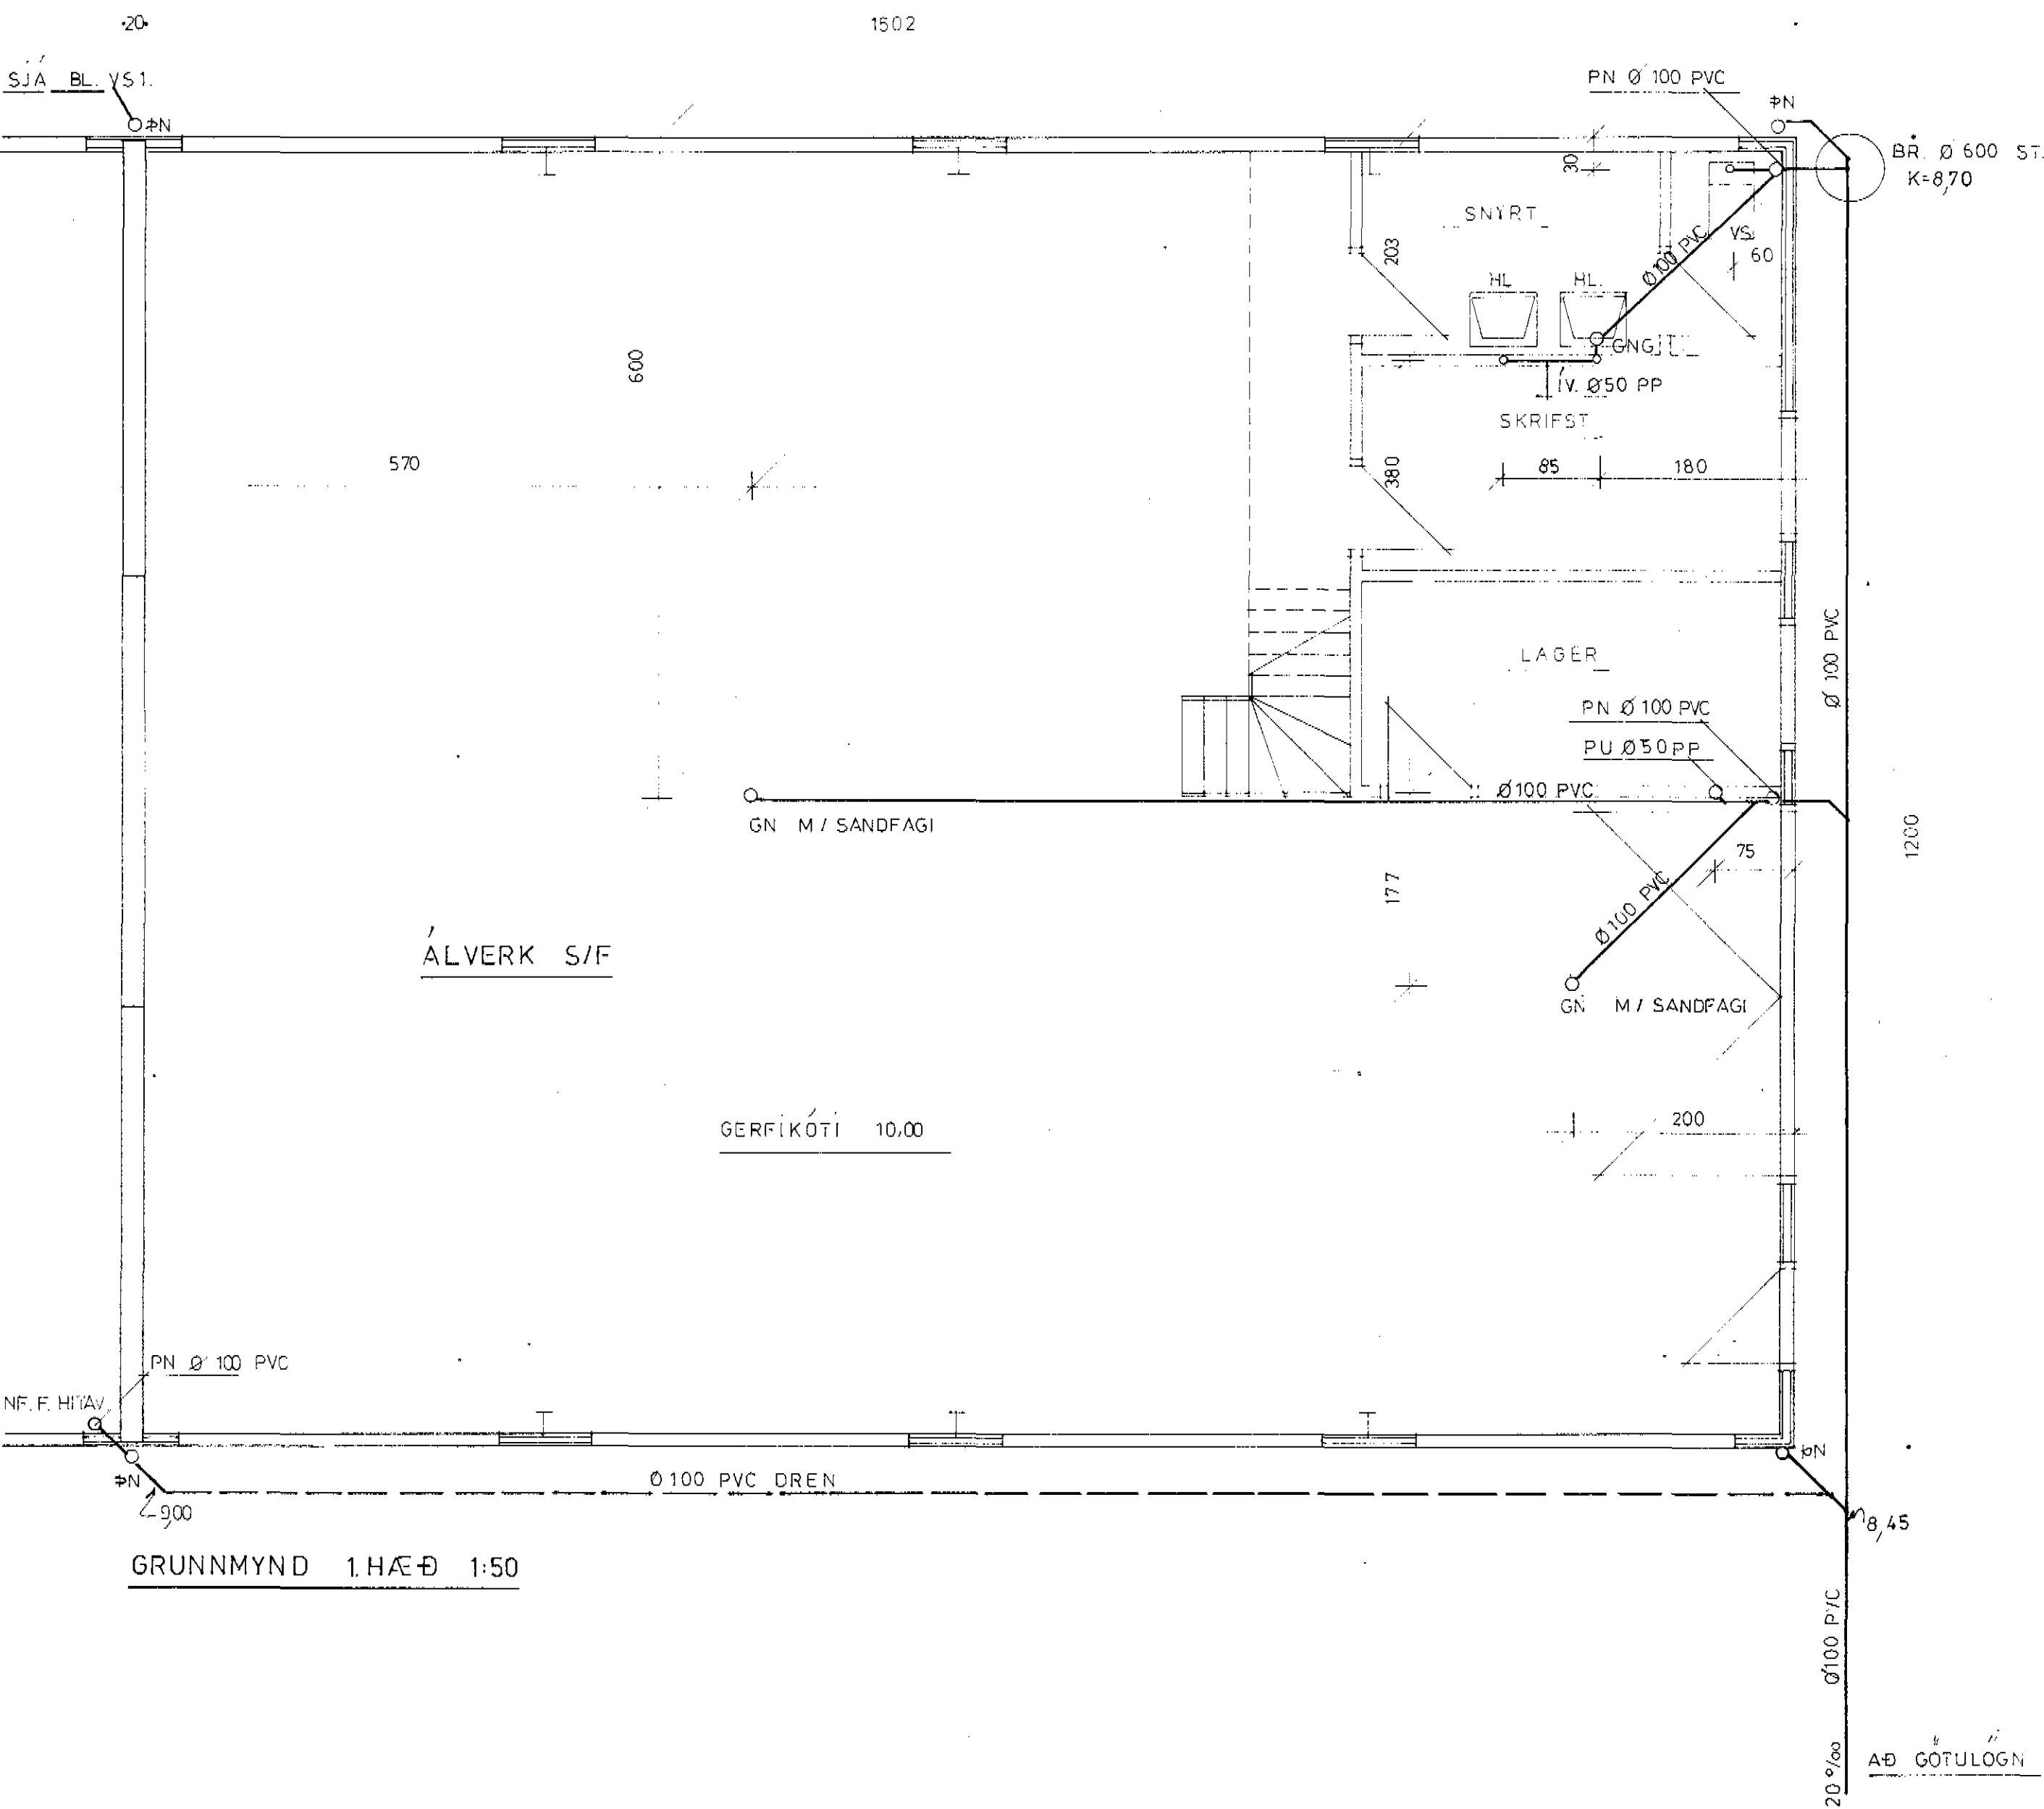 20
1502
SJÁ BL. VS1.
ÞN
PN Ø 100 PVC
ÞN
BR. Ø 600 ST.
K=8,70
30
SNYRT
203
Ø100 PVC
VS
60
HL
HL.
GNG
600
ÍV. Ø50 PP
SKRIFST
570
380
85
180
Ø 100 PVC
LAGER
PN Ø 100 PVC
PU Ø50 PP
Ø100 PVC
GN M/ SANDFAGI
1200
75
177
Ø100 PVC
ÁLVERK S/F
GN M/ SANDFAGI
GERFIKÓTI 10,00
200
PN Ø 100 PVC
NF. F. HITAV.
ÞN
ÞN
Ø100 PVC DREN
9,00
8,45
GRUNNMYND 1. HÆÐ 1:50
Ø100 PVC
20 ‰
AÐ GÖTULÖGN